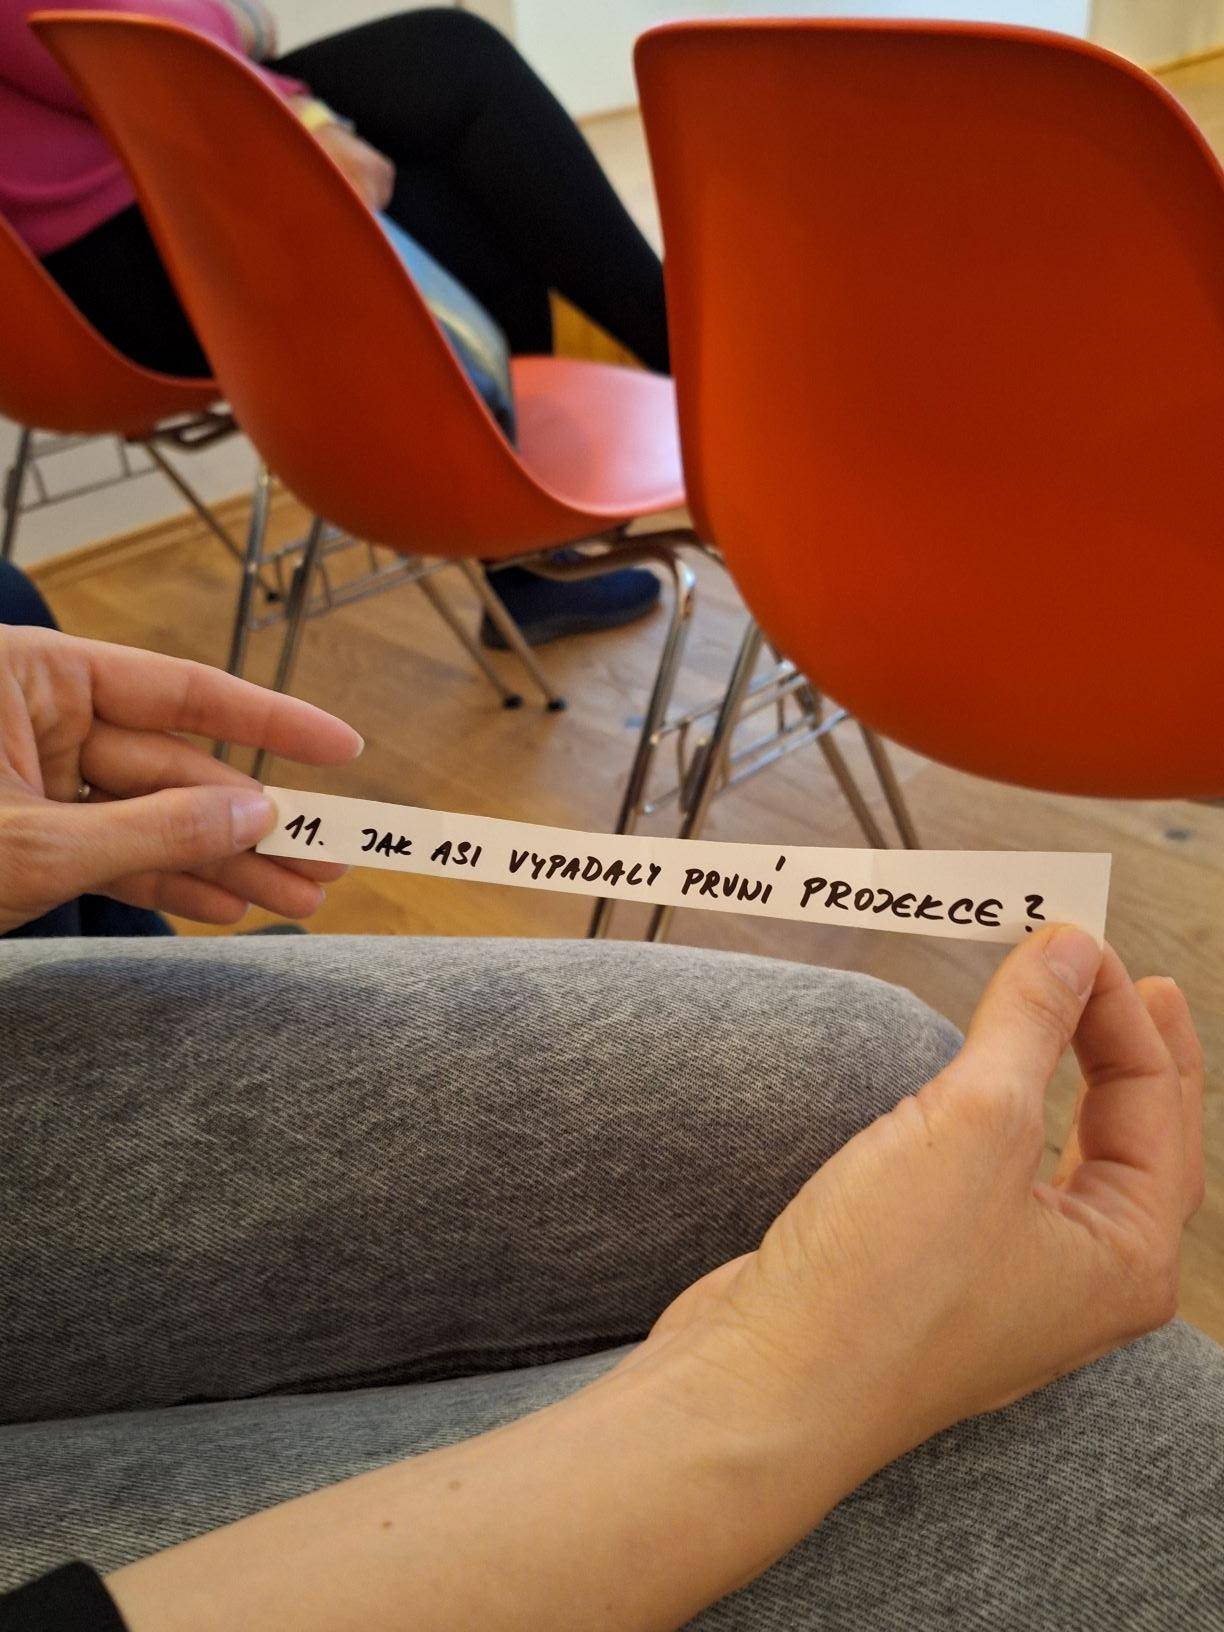 11. JAK ASI VYPADALY PRVNÍ PROJEKCE?